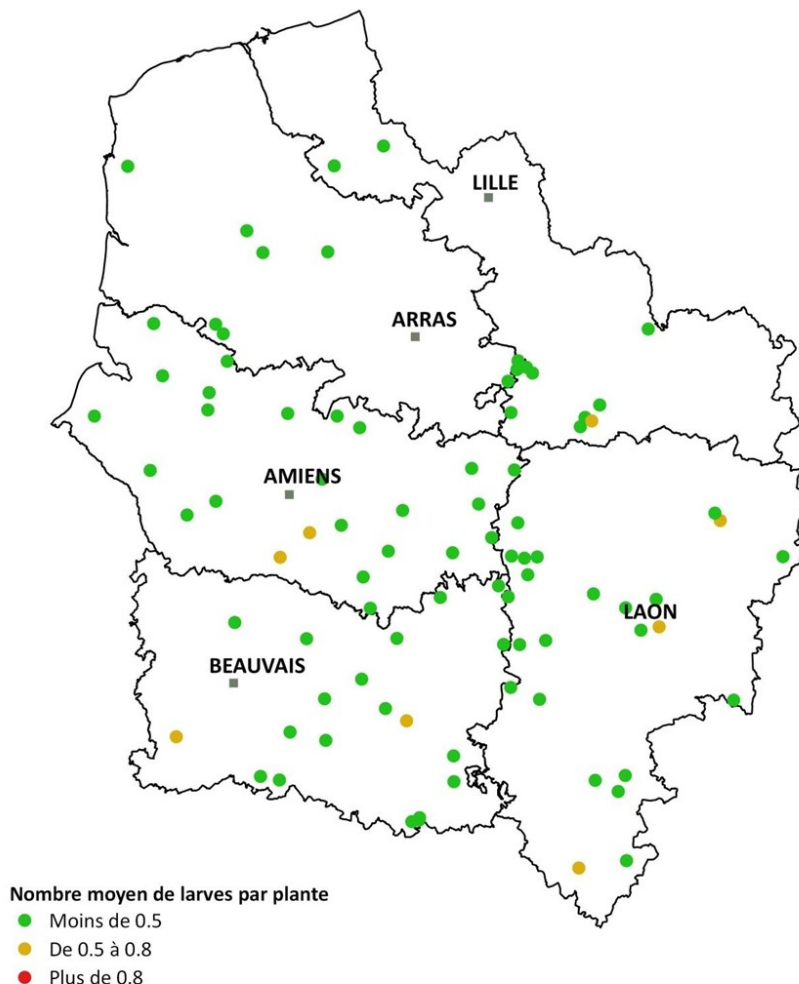 LILLE
ARRAS
AMIENS
LAON
BEAUVAIS
Nombre moyen de larves par plante
Moins de 0.5
De 0.5 à 0.8
Plus de 0.8